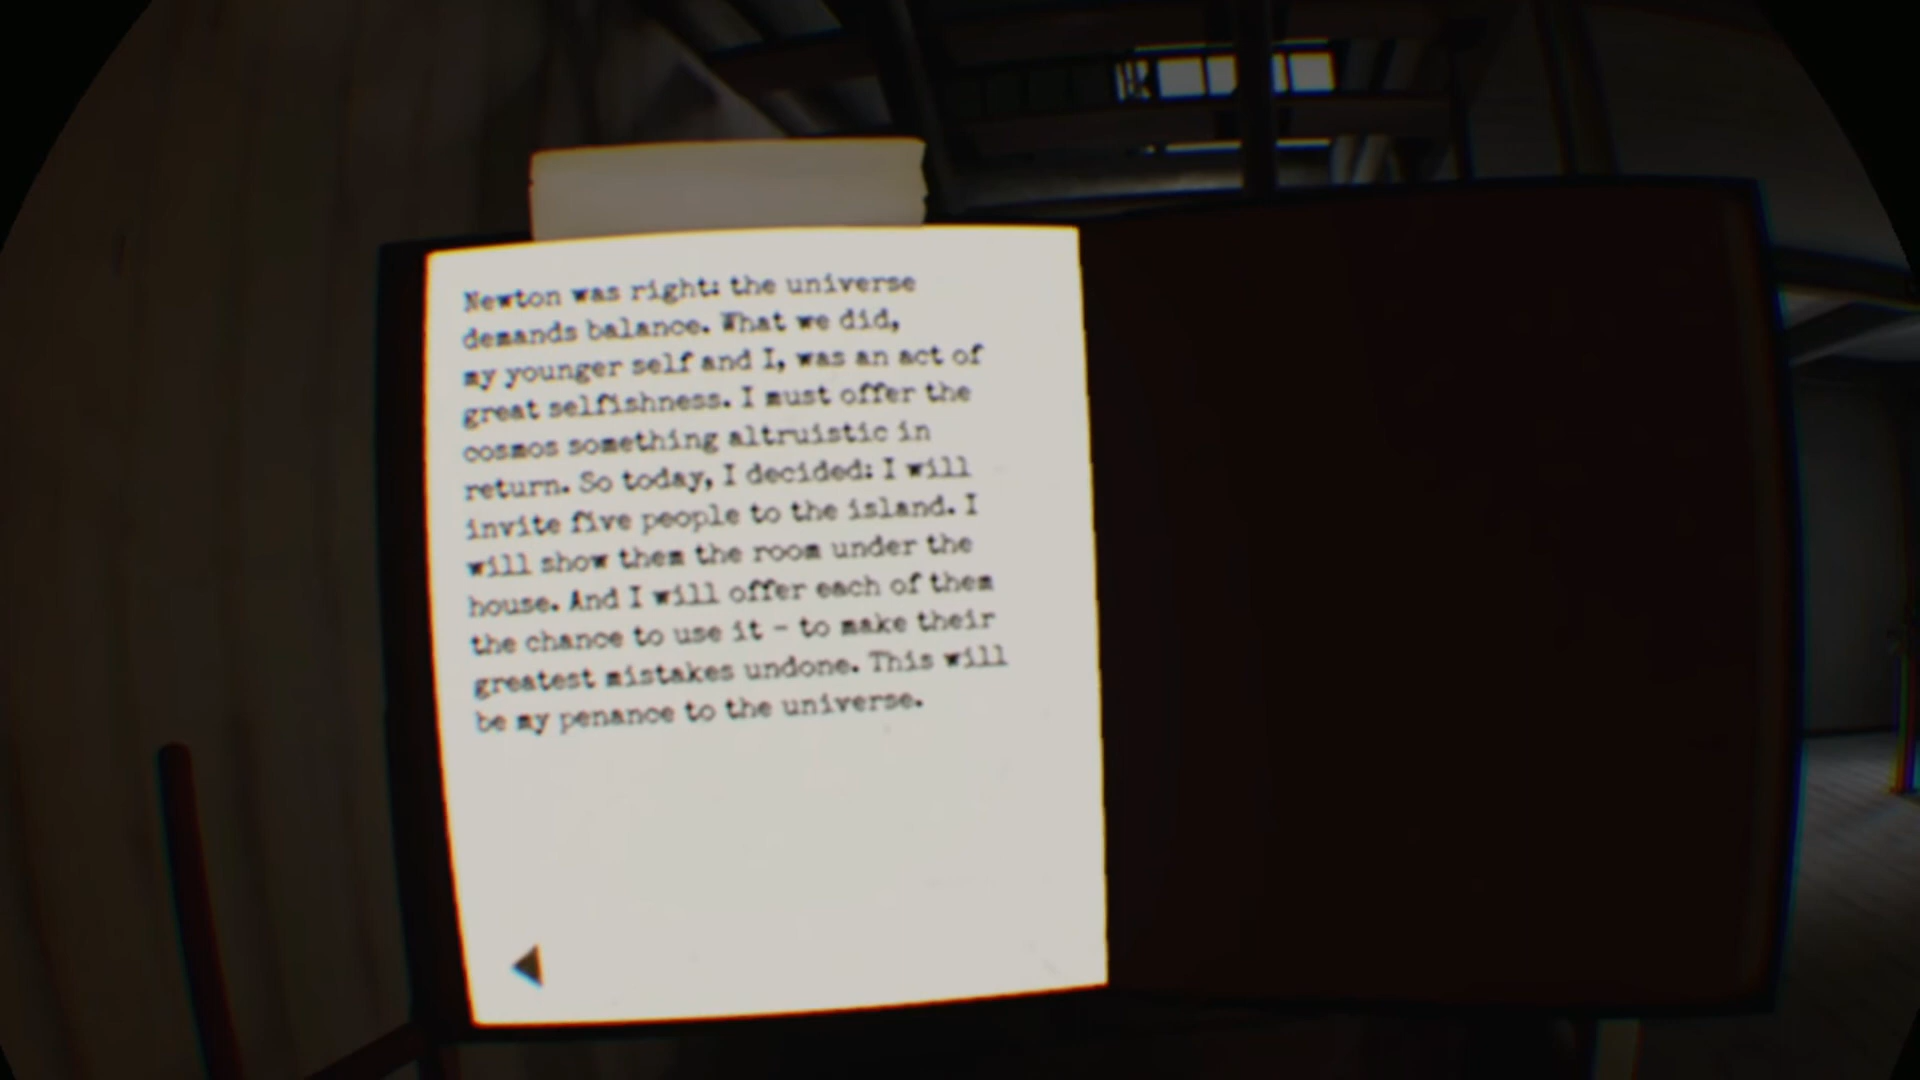 Newton was right: the universe
demands balance. What we did,
my younger self and I, was an act of
great selfishness. I must offer the
cosmos something altruistic in
return. So today, I decided: I will
invite five people to the island. I
will show them the room under the
house. And I will offer each of them
the chance to use it - to make their
greatest mistakes undone. This will
be my penance to the universe.